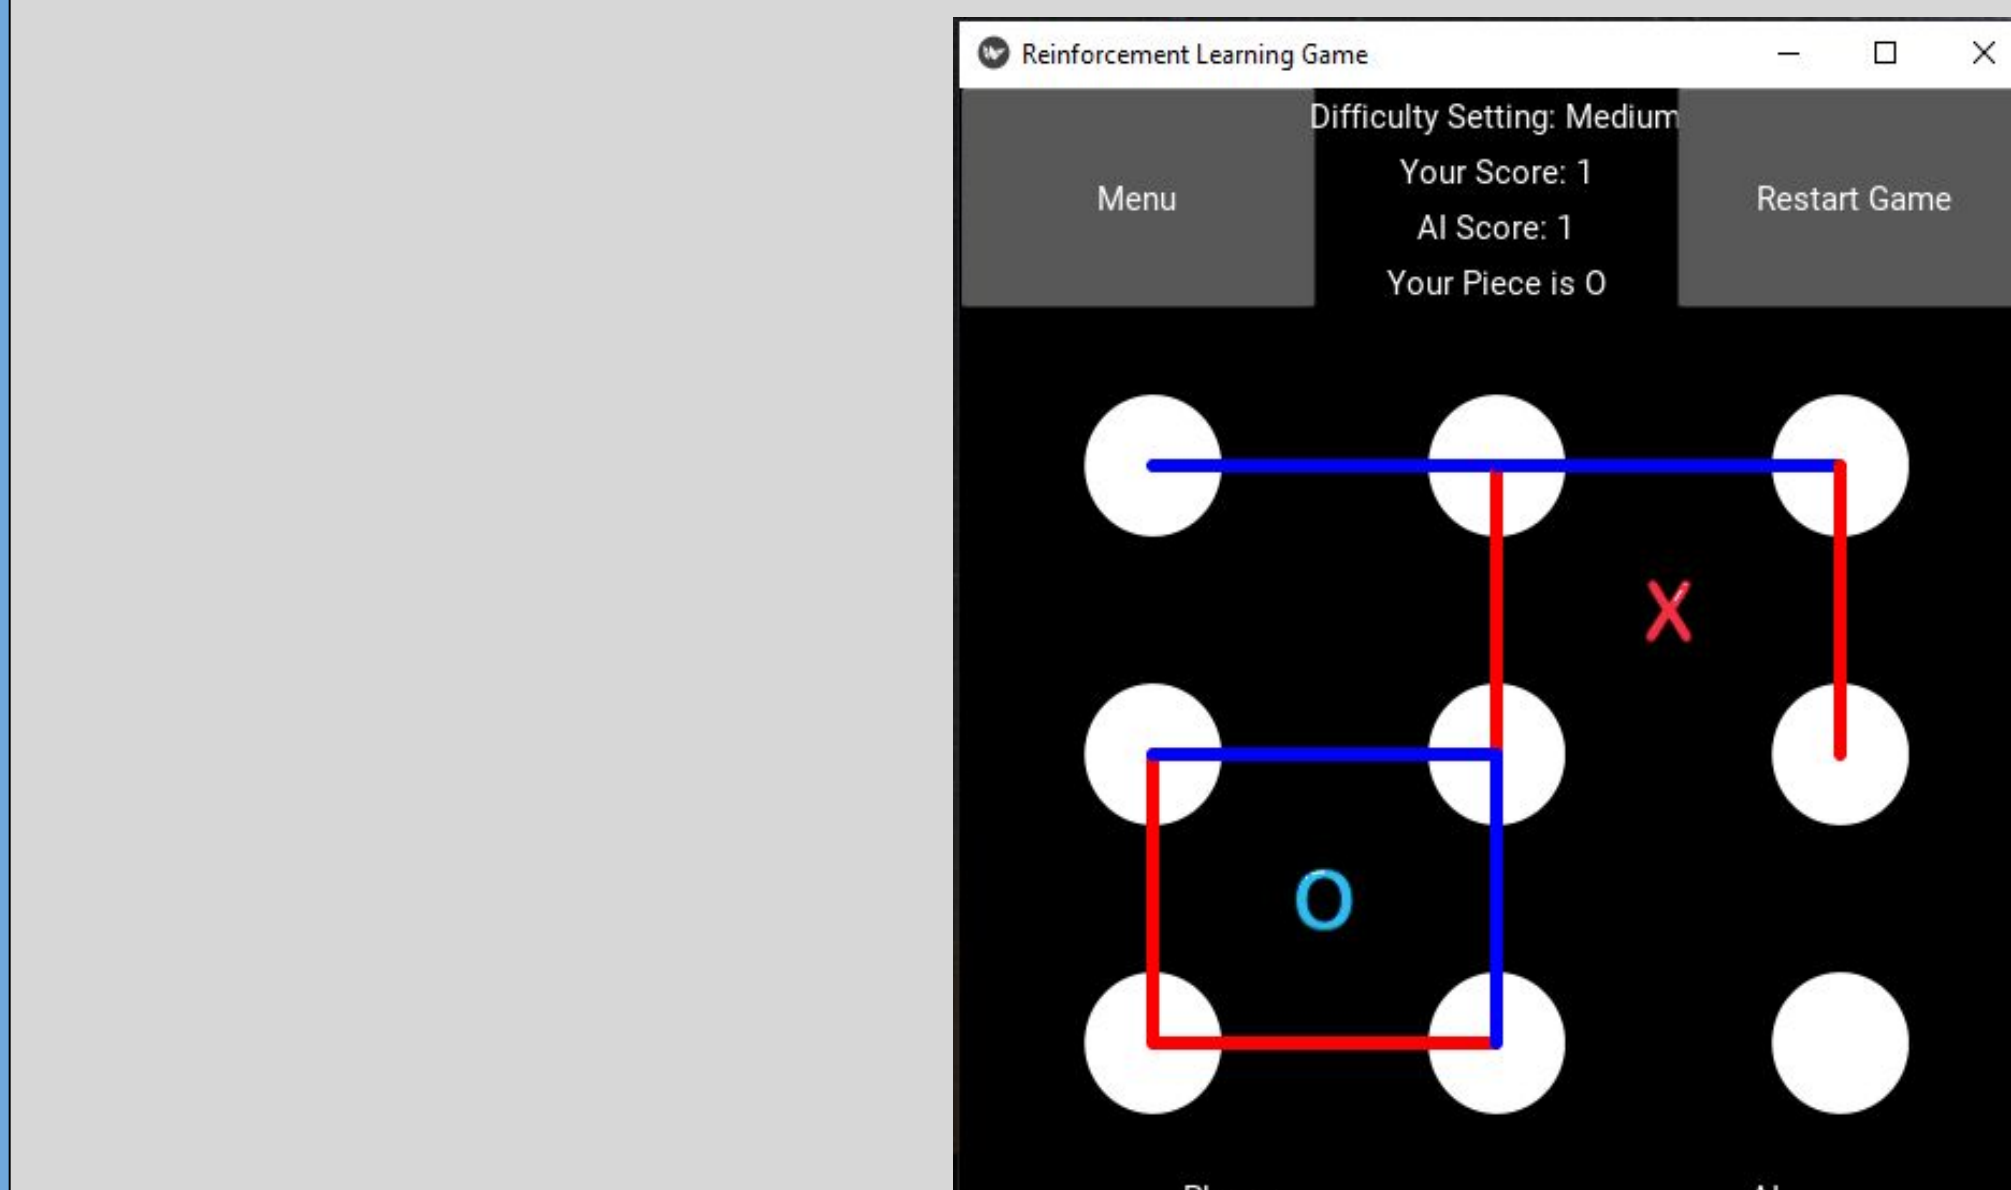 Reinforcement Learning Game
Difficulty Setting: Medium
Your Score: 1
Menu
Restart Game
AI Score: 1
Your Piece is O
X
O